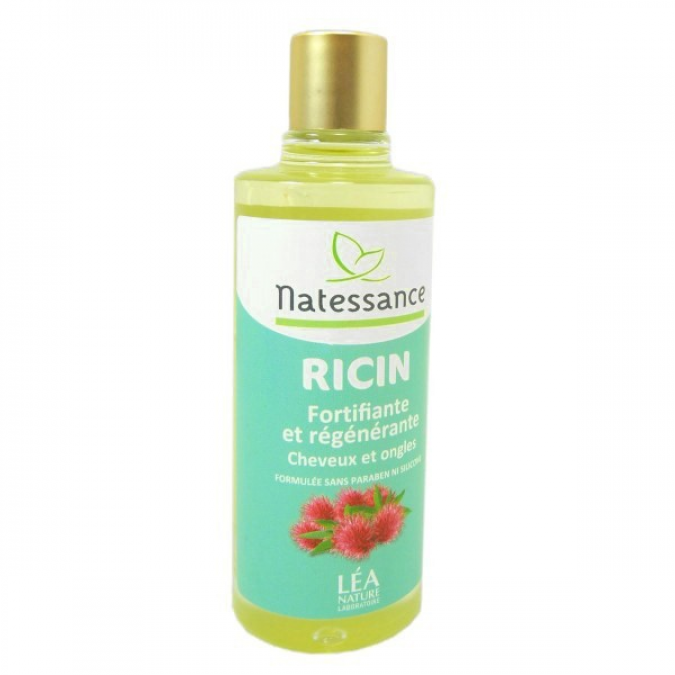 Natessance
RICIN
Fortifiante
et régénérante
Cheveux et ongles
FORMULÉE SANS PARABEN NI SILICONE
LÉA
NATURE
LABORATOIRE